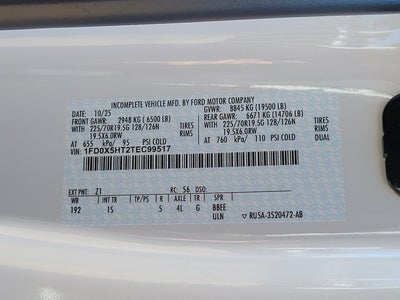 INCOMPLETE VEHICLE MFD. BY FORD MOTOR COMPANY
DATE: 10/25 GVWR: 8845 KG (19500 LB)
FRONT GAWR: 2948 KG ( 6500 LB) REAR GAWR: 6671 KG (14706 LB)
WITH 225/70R19.5G 128/126N TIRES WITH 225/70R19.5G 128/126N TIRES
19.5X6.0RW RIMS 19.5X6.0RW RIMS
AT 655 kPa/ 95 PSI COLD AT 760 kPa/ 110 PSI COLD
VIN: 1FD0X5HT2TEC99517
EXT PNT: Z1 RC: 56 DSO:
WB INT TR TP/PS R AXLE TR SPR
192 1S 5 4L G BBEE
ULN RU5A-3520472-AB